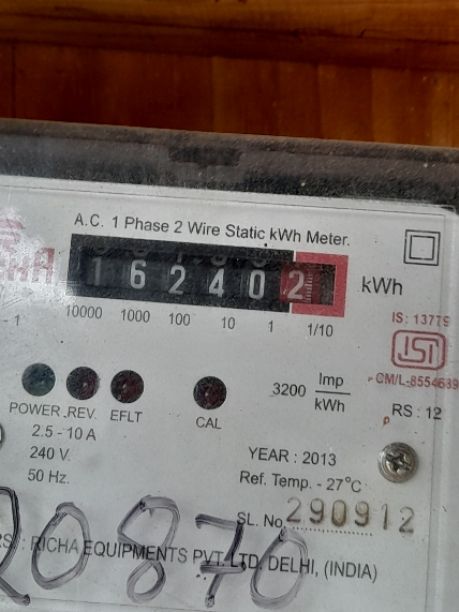 A.C. 1 Phase 2 Wire Static kWh Meter.
162402 kWh
10000 1000 100 10 1 1/10
IS: 13779
ISI
CM/L-8554689
3200 Imp/kWh
RS : 12
POWER REV. EFLT CAL
2.5 - 10 A
240 V.
50 Hz.
YEAR : 2013
Ref. Temp. - 27°C
SL. No. 290912
20870
RICHA EQUIPMENTS PVT. LTD. DELHI, (INDIA)